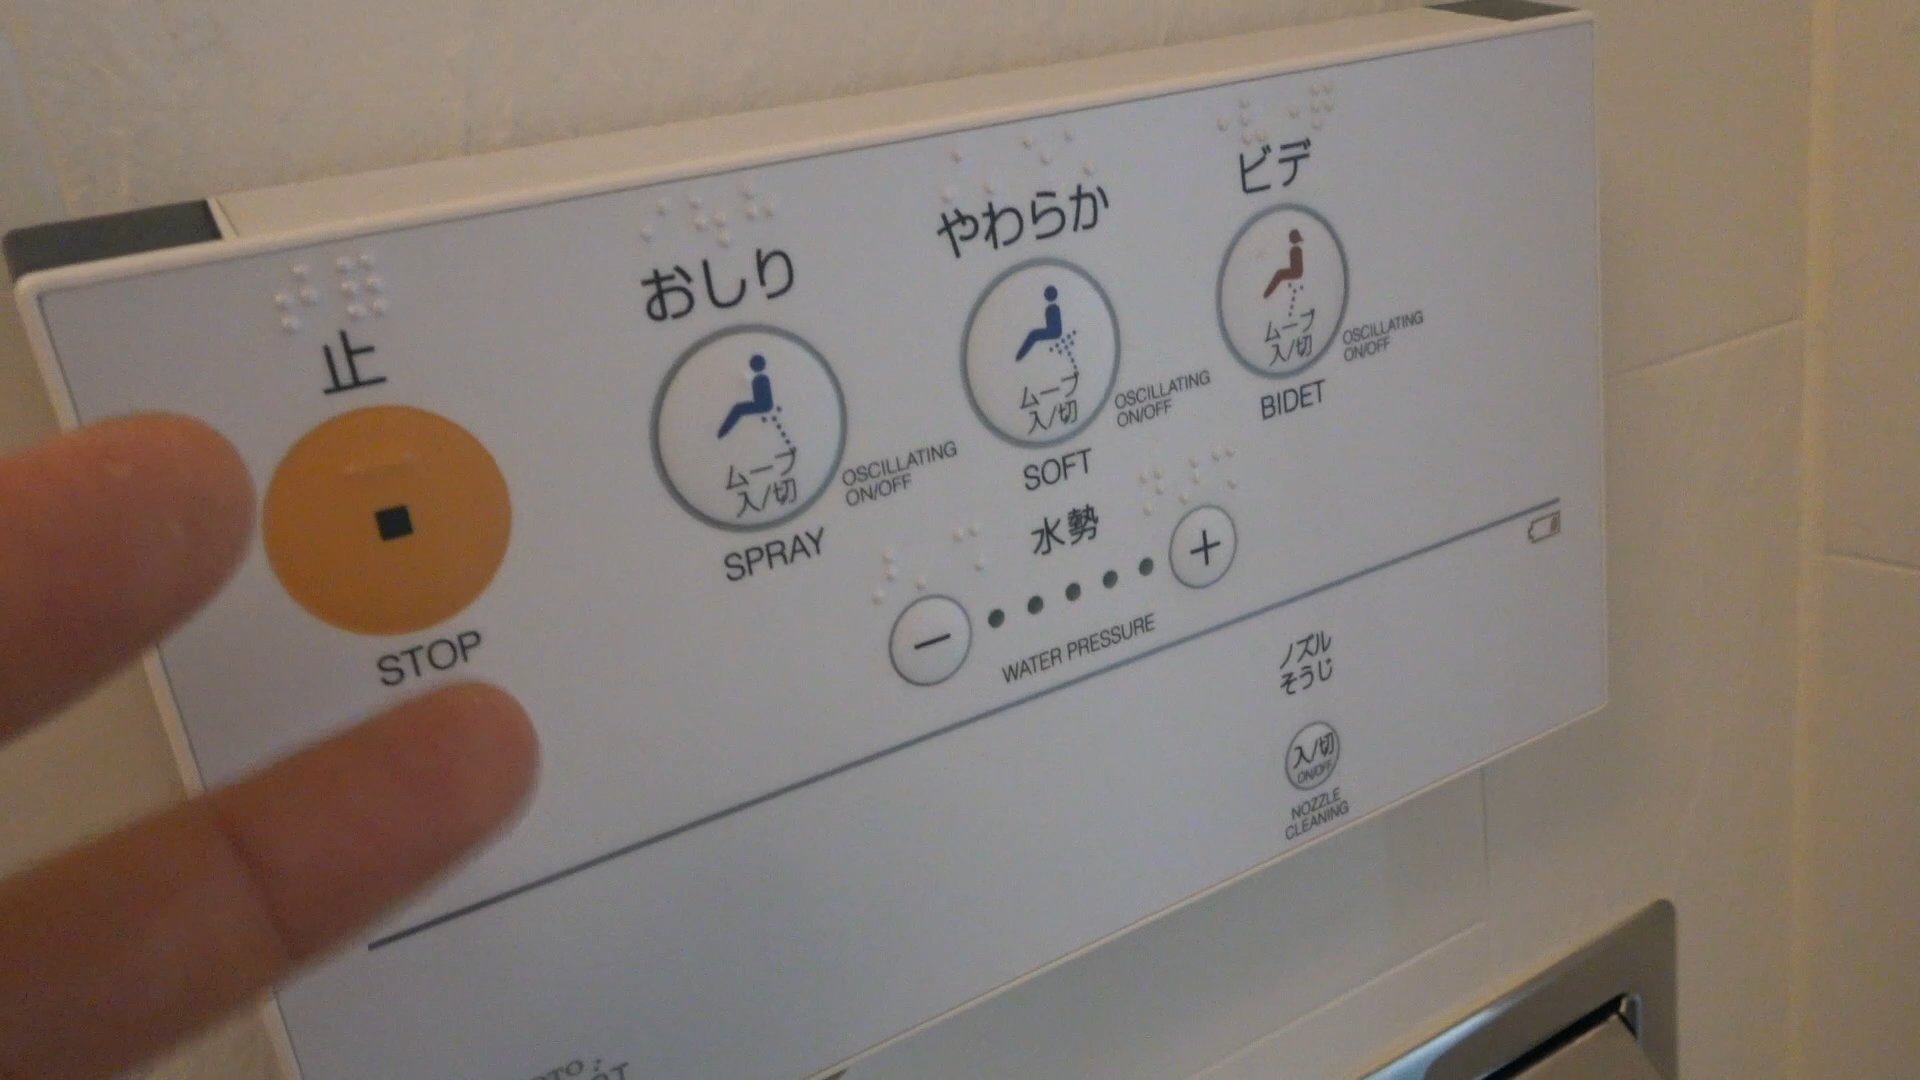 止
STOP
おしり
ムーブ
入/切
OSCILLATING
ON/OFF
SPRAY
やわらか
ムーブ
入/切
OSCILLATING
ON/OFF
SOFT
ビデ
ムーブ
入/切
OSCILLATING
ON/OFF
BIDET
水勢
－
+
WATER PRESSURE
ノズル
そうじ
入/切
ON/OFF
NOZZLE
CLEANING